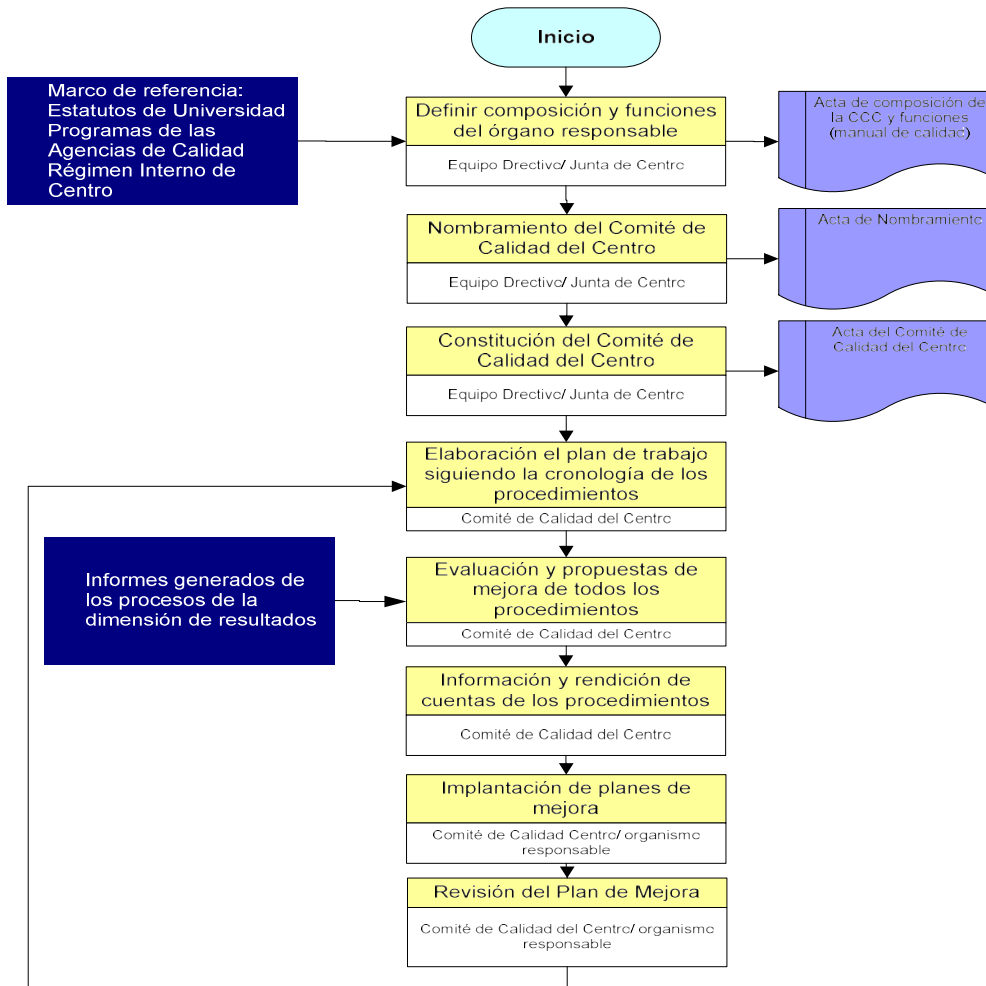 Inicio
Marco de referencia:
Estatutos de Universidad
Programas de las
Agencias de Calidad
Régimen Interno de
Centro
Definir composición y funciones
del órgano responsable
Equipo Directivo/ Junta de Centro
Acta de composición de
la CCC y funciones
(manual de calidad)
Nombramiento del Comité de
Calidad del Centro
Equipo Drectivo/ Junta de Centro
Acta de Nombramiento
Constitución del Comité de
Calidad del Centro
Equipo Directivo/ Junta de Centro
Acta del Comité de
Calidad del Centro
Elaboración el plan de trabajo
siguiendo la cronología de los
procedimientos
Comité de Calidad del Centro
Informes generados de
los procesos de la
dimensión de resultados
Evaluación y propuestas de
mejora de todos los
procedimientos
Comité de Calidad del Centro
Información y rendición de
cuentas de los procedimientos
Comité de Calidad del Centro
Implantación de planes de
mejora
Comité de Calidad Centro/ organismo
responsable
Revisión del Plan de Mejora
Comité de Calidad del Centro/ organismo
responsable